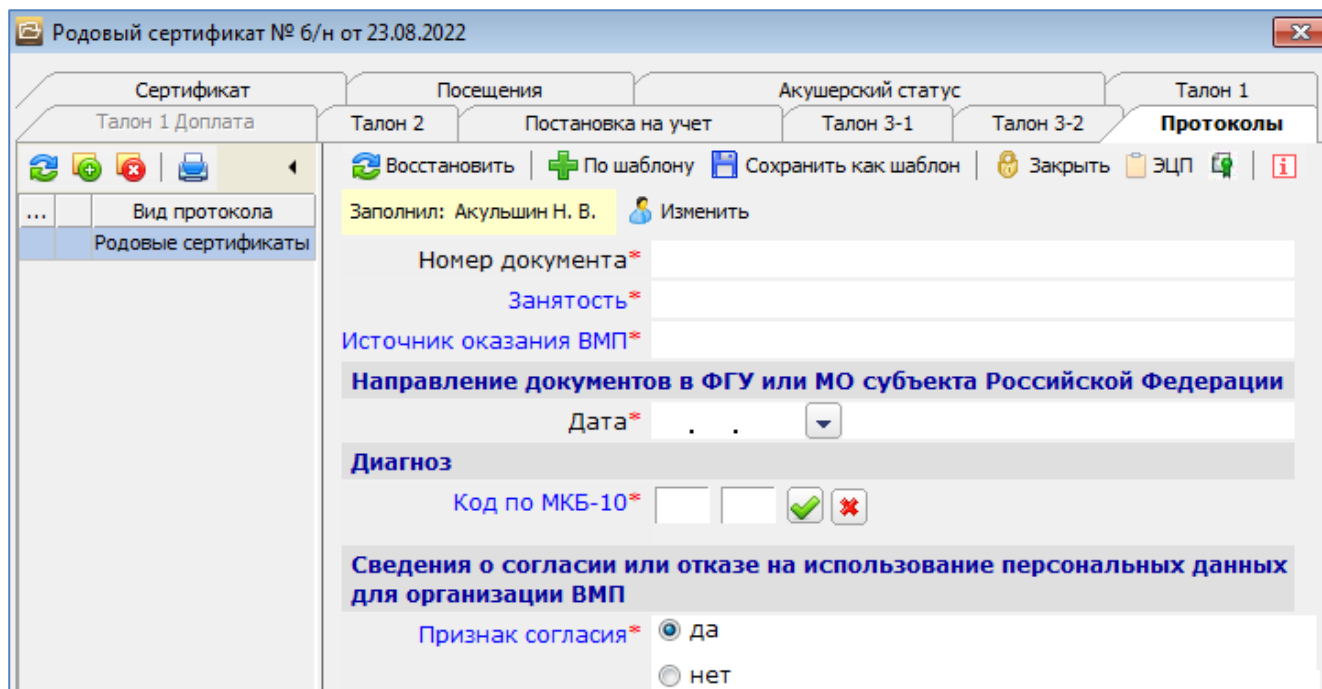 Родовый сертификат № б/н от 23.08.2022
Сертификат Посещения Акушерский статус Талон 1
Талон 1 Доплата Талон 2 Постановка на учет Талон 3-1 Талон 3-2 Протоколы
Восстановить По шаблону Сохранить как шаблон Закрыть ЭЦП
... Вид протокола
Родовые сертификаты
Заполнил: Акульшин Н. В. Изменить
Номер документа*
Занятость*
Источник оказания ВМП*
Направление документов в ФГУ или МО субъекта Российской Федерации
Дата* . .
Диагноз
Код по МКБ-10*
Сведения о согласии или отказе на использование персональных данных
для организации ВМП
Признак согласия* да
нет